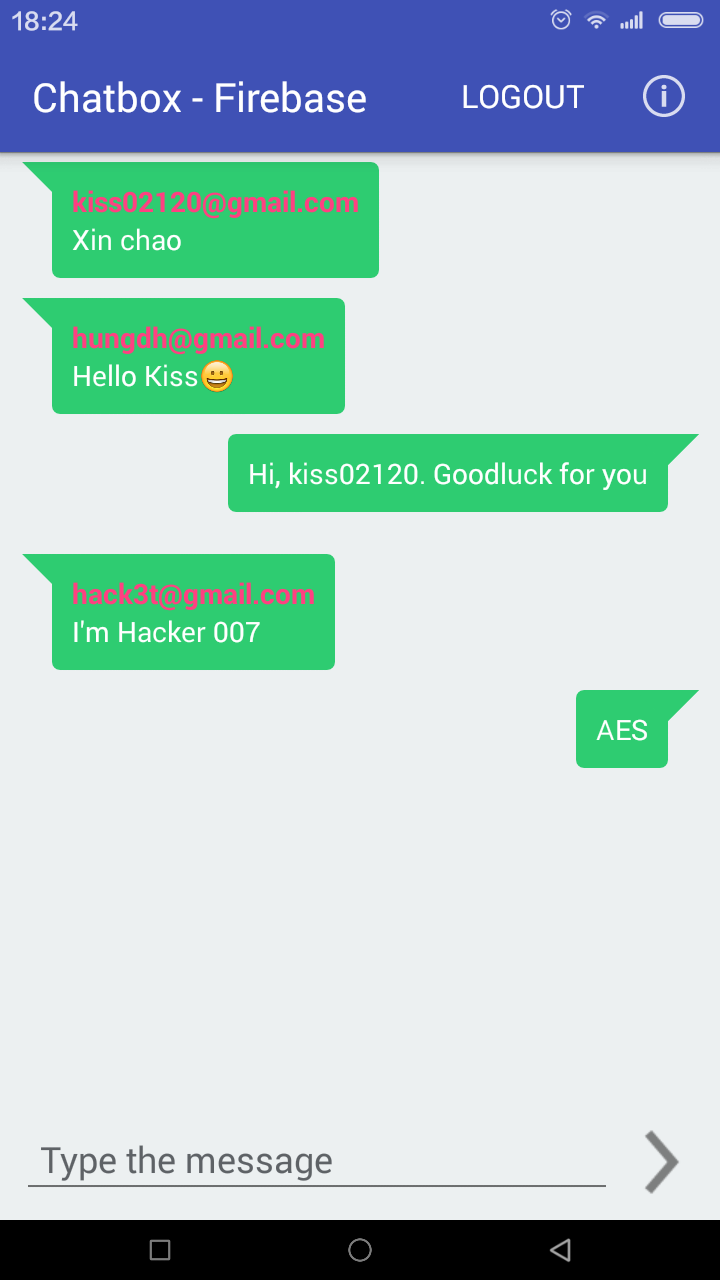 18:24
Chatbox - Firebase LOGOUT
kiss02120@gmail.com
Xin chao
hungdh@gmail.com
Hello Kiss😀
Hi, kiss02120. Goodluck for you
hack3t@gmail.com
I'm Hacker 007
AES
Type the message